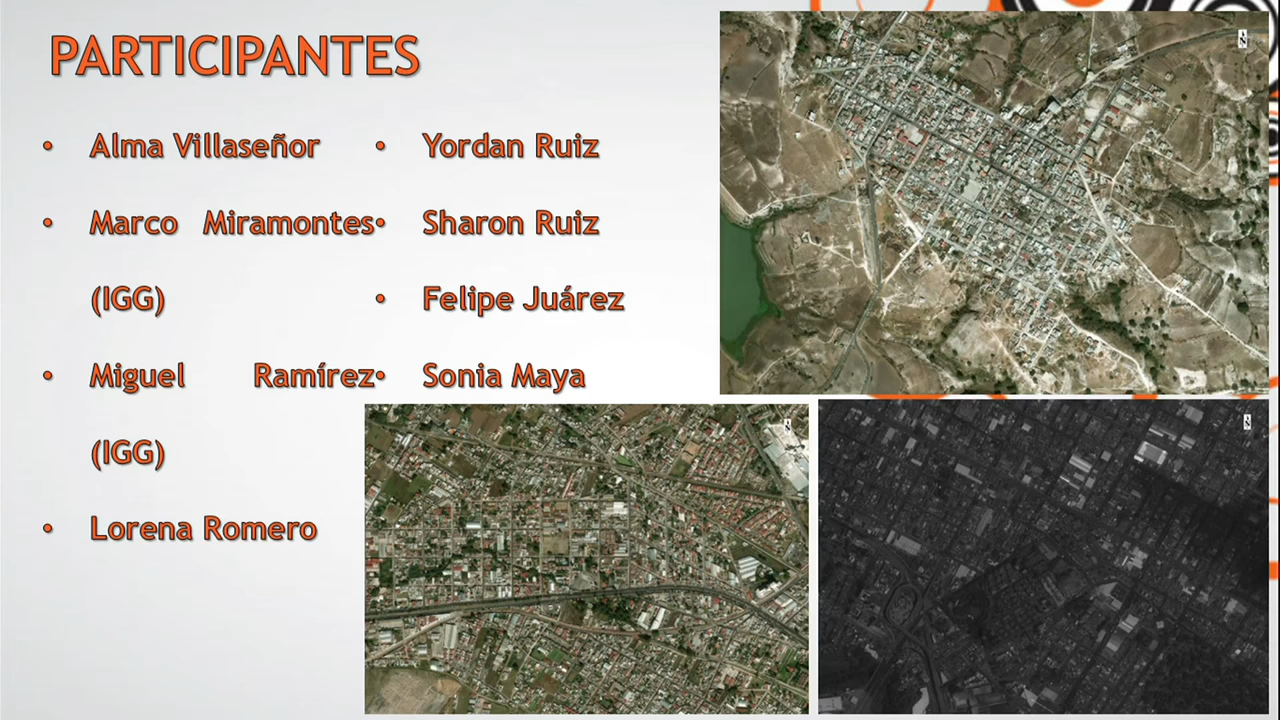 PARTICIPANTES
• Alma Villaseñor
• Marco Miramontes
(IGG)
• Miguel Ramírez
(IGG)
• Lorena Romero
• Yordan Ruiz
• Sharon Ruiz
• Felipe Juárez
• Sonia Maya